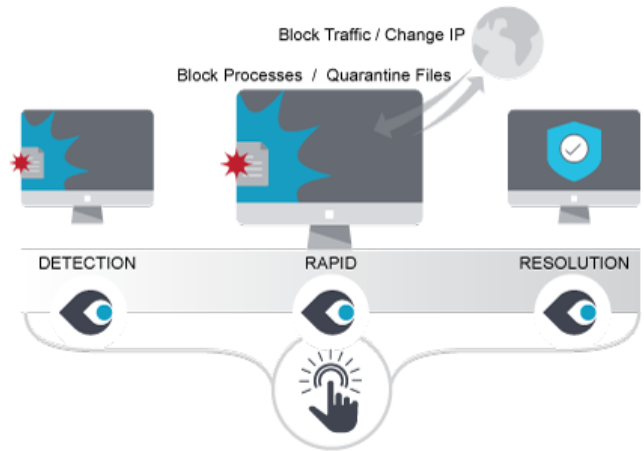 Block Traffic / Change IP
Block Processes / Quarantine Files
DETECTION
RAPID
RESOLUTION